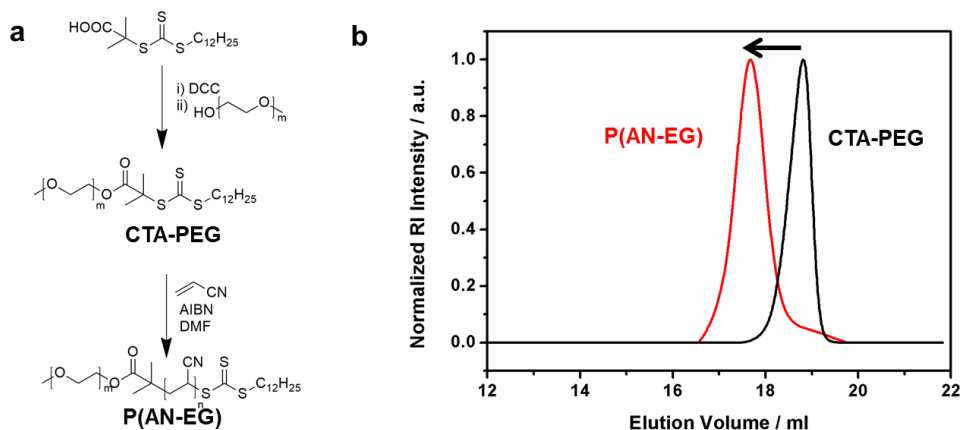 a
HOOC
S
S
S
C12H25
i) DCC
ii)
HO
O
m
O
O
m
O
S
S
S
C12H25
CTA-PEG
CN
AIBN
DMF
O
O
m
O
CN
n
S
S
S
C12H25
P(AN-EG)
b
Normalized RI Intensity / a.u.
1.0
0.8
0.6
0.4
0.2
0.0
P(AN-EG)
CTA-PEG
12 14 16 18 20 22
Elution Volume / ml